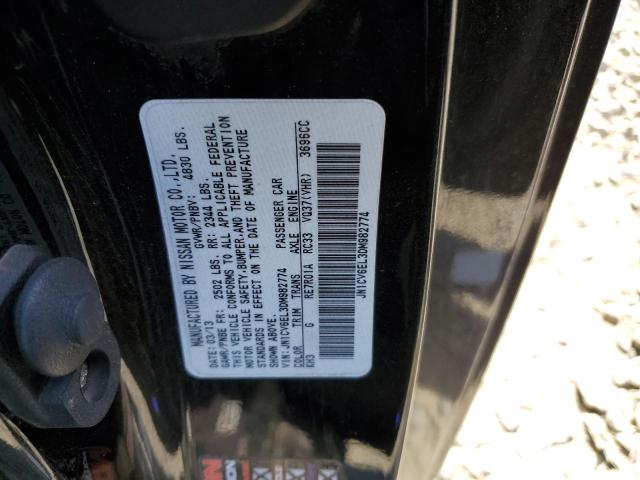 MANUFACTURED BY NISSAN MOTOR CO.,LTD.
DATE: 03/13 GVWR/PNBV: 4830 LBS.
GAWR/PNBE FR: 2502 LBS. RR: 2344 LBS.
THIS VEHICLE CONFORMS TO ALL APPLICABLE FEDERAL
MOTOR VEHICLE SAFETY,BUMPER,AND THEFT PREVENTION
STANDARDS IN EFFECT ON THE DATE OF MANUFACTURE
SHOWN ABOVE.
VIN: JN1CV6EL3DM982774 PASSENGER CAR
COLOR TRIM TRANS AXLE ENGINE
KH3 G RE7R01A RC33 VQ37(VHR) 3696CC
JN1CV6EL3DM982774